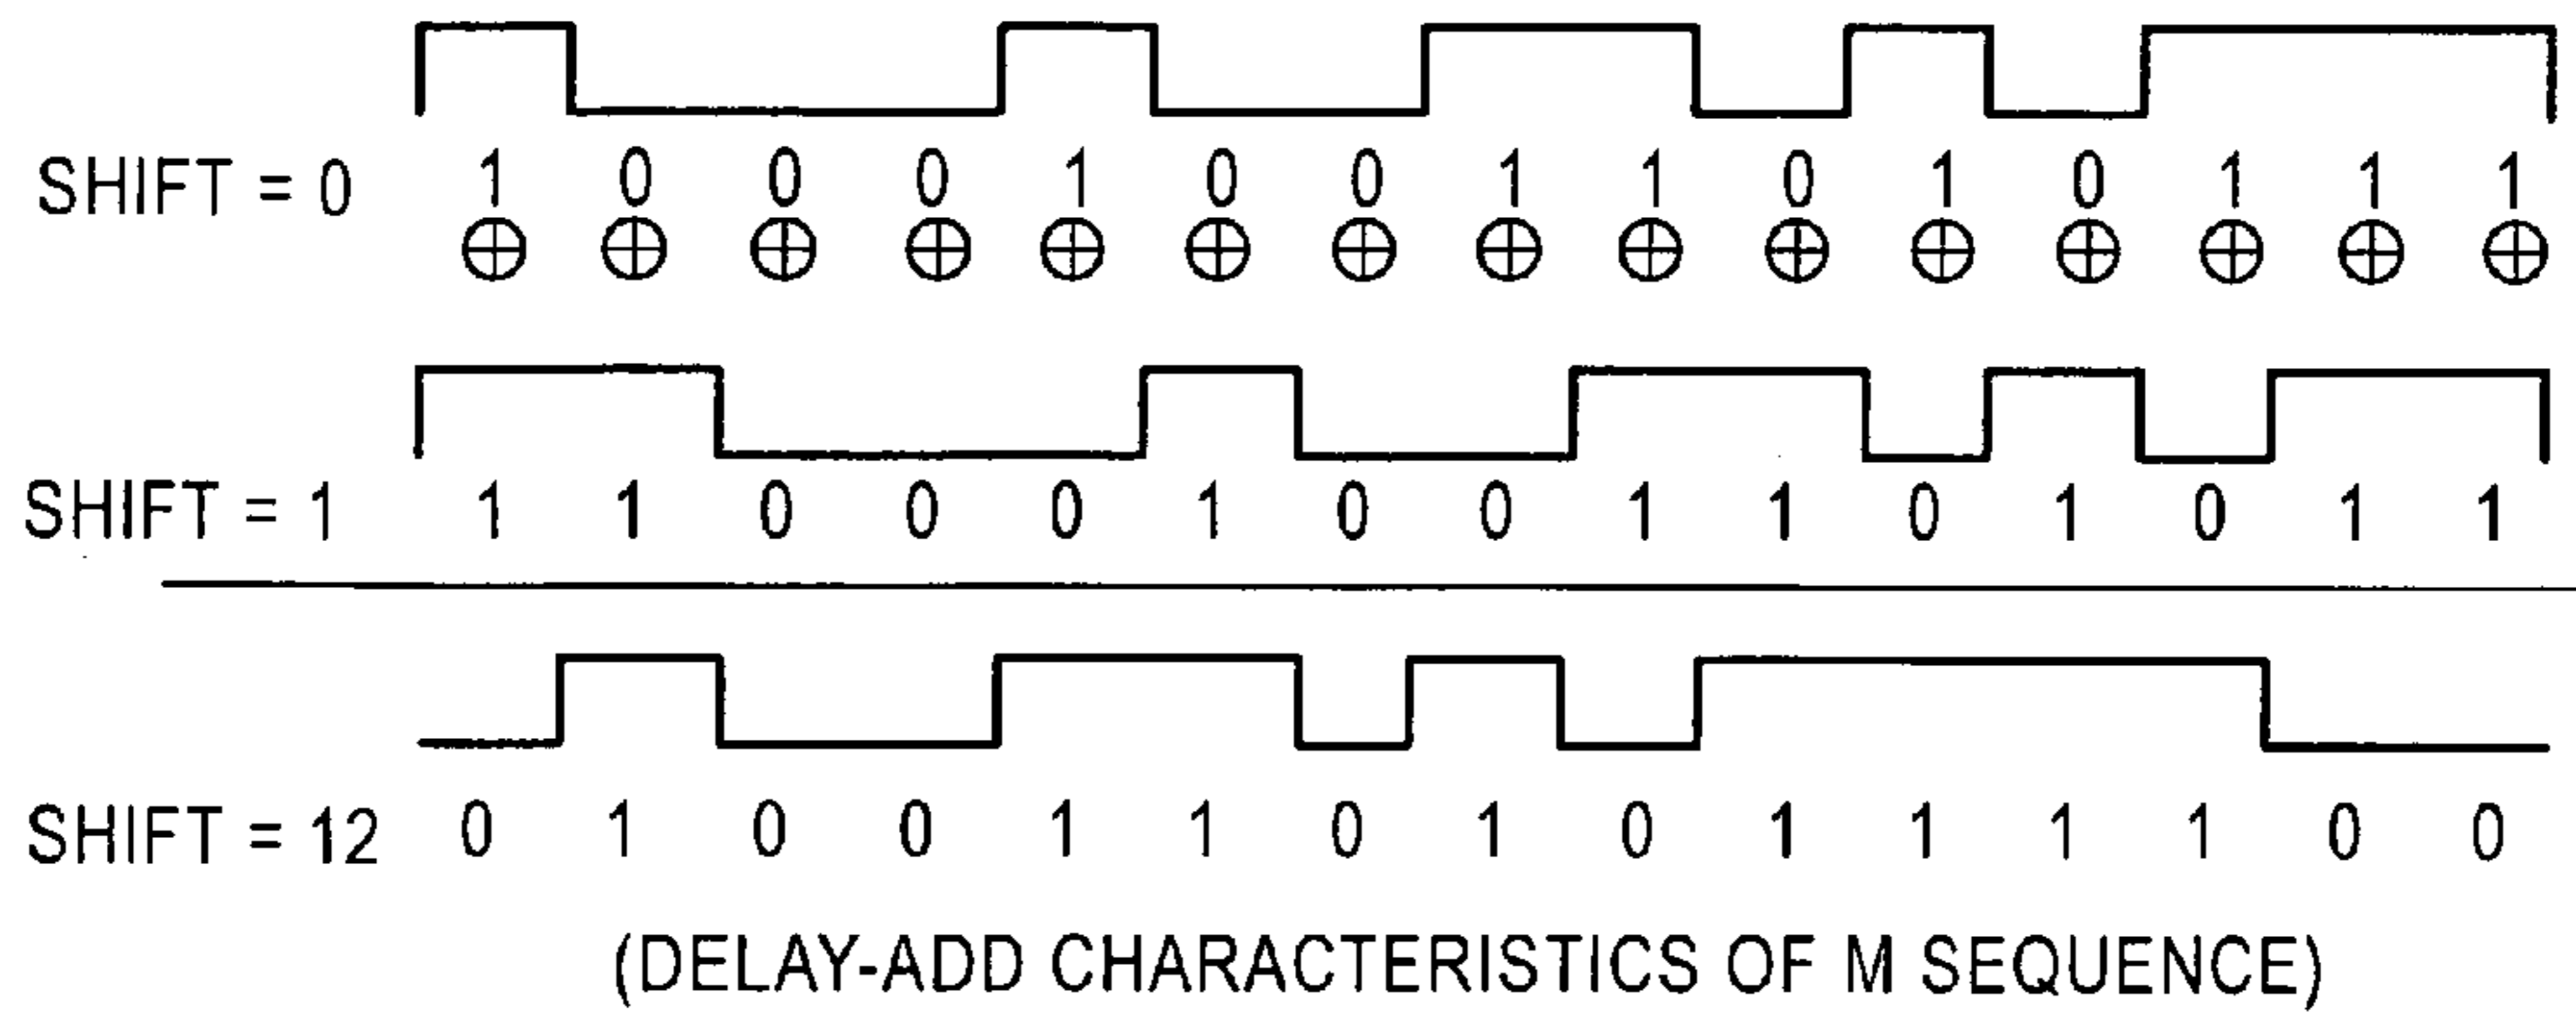 SHIFT = 0 1 0 0 0 1 0 0 1 1 0 1 0 1 1 1
⊕ ⊕ ⊕ ⊕ ⊕ ⊕ ⊕ ⊕ ⊕ ⊕ ⊕ ⊕ ⊕ ⊕ ⊕
SHIFT = 1 1 1 0 0 0 1 0 0 1 1 0 1 0 1 1
SHIFT = 12 0 1 0 0 1 1 0 1 0 1 1 1 1 0 0
(DELAY-ADD CHARACTERISTICS OF M SEQUENCE)